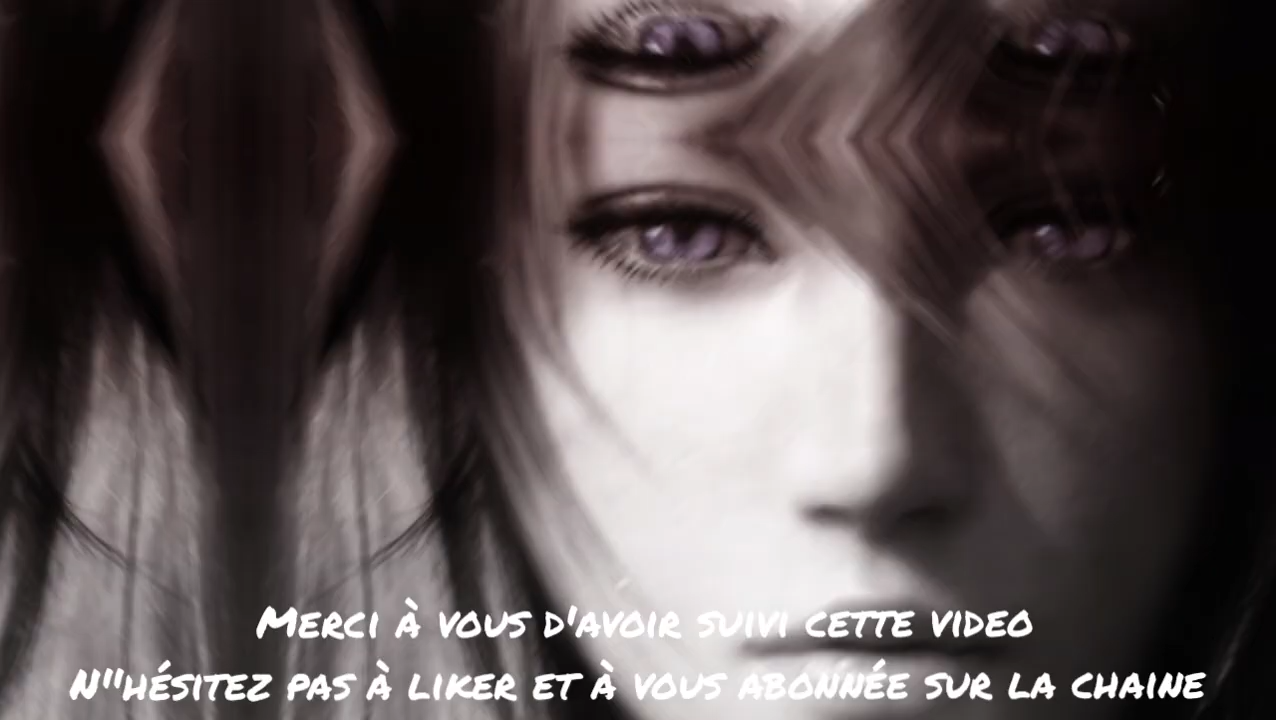 Merci à vous d'avoir suivi cette video
N"hésitez pas à liker et à vous abonnée sur la chaine